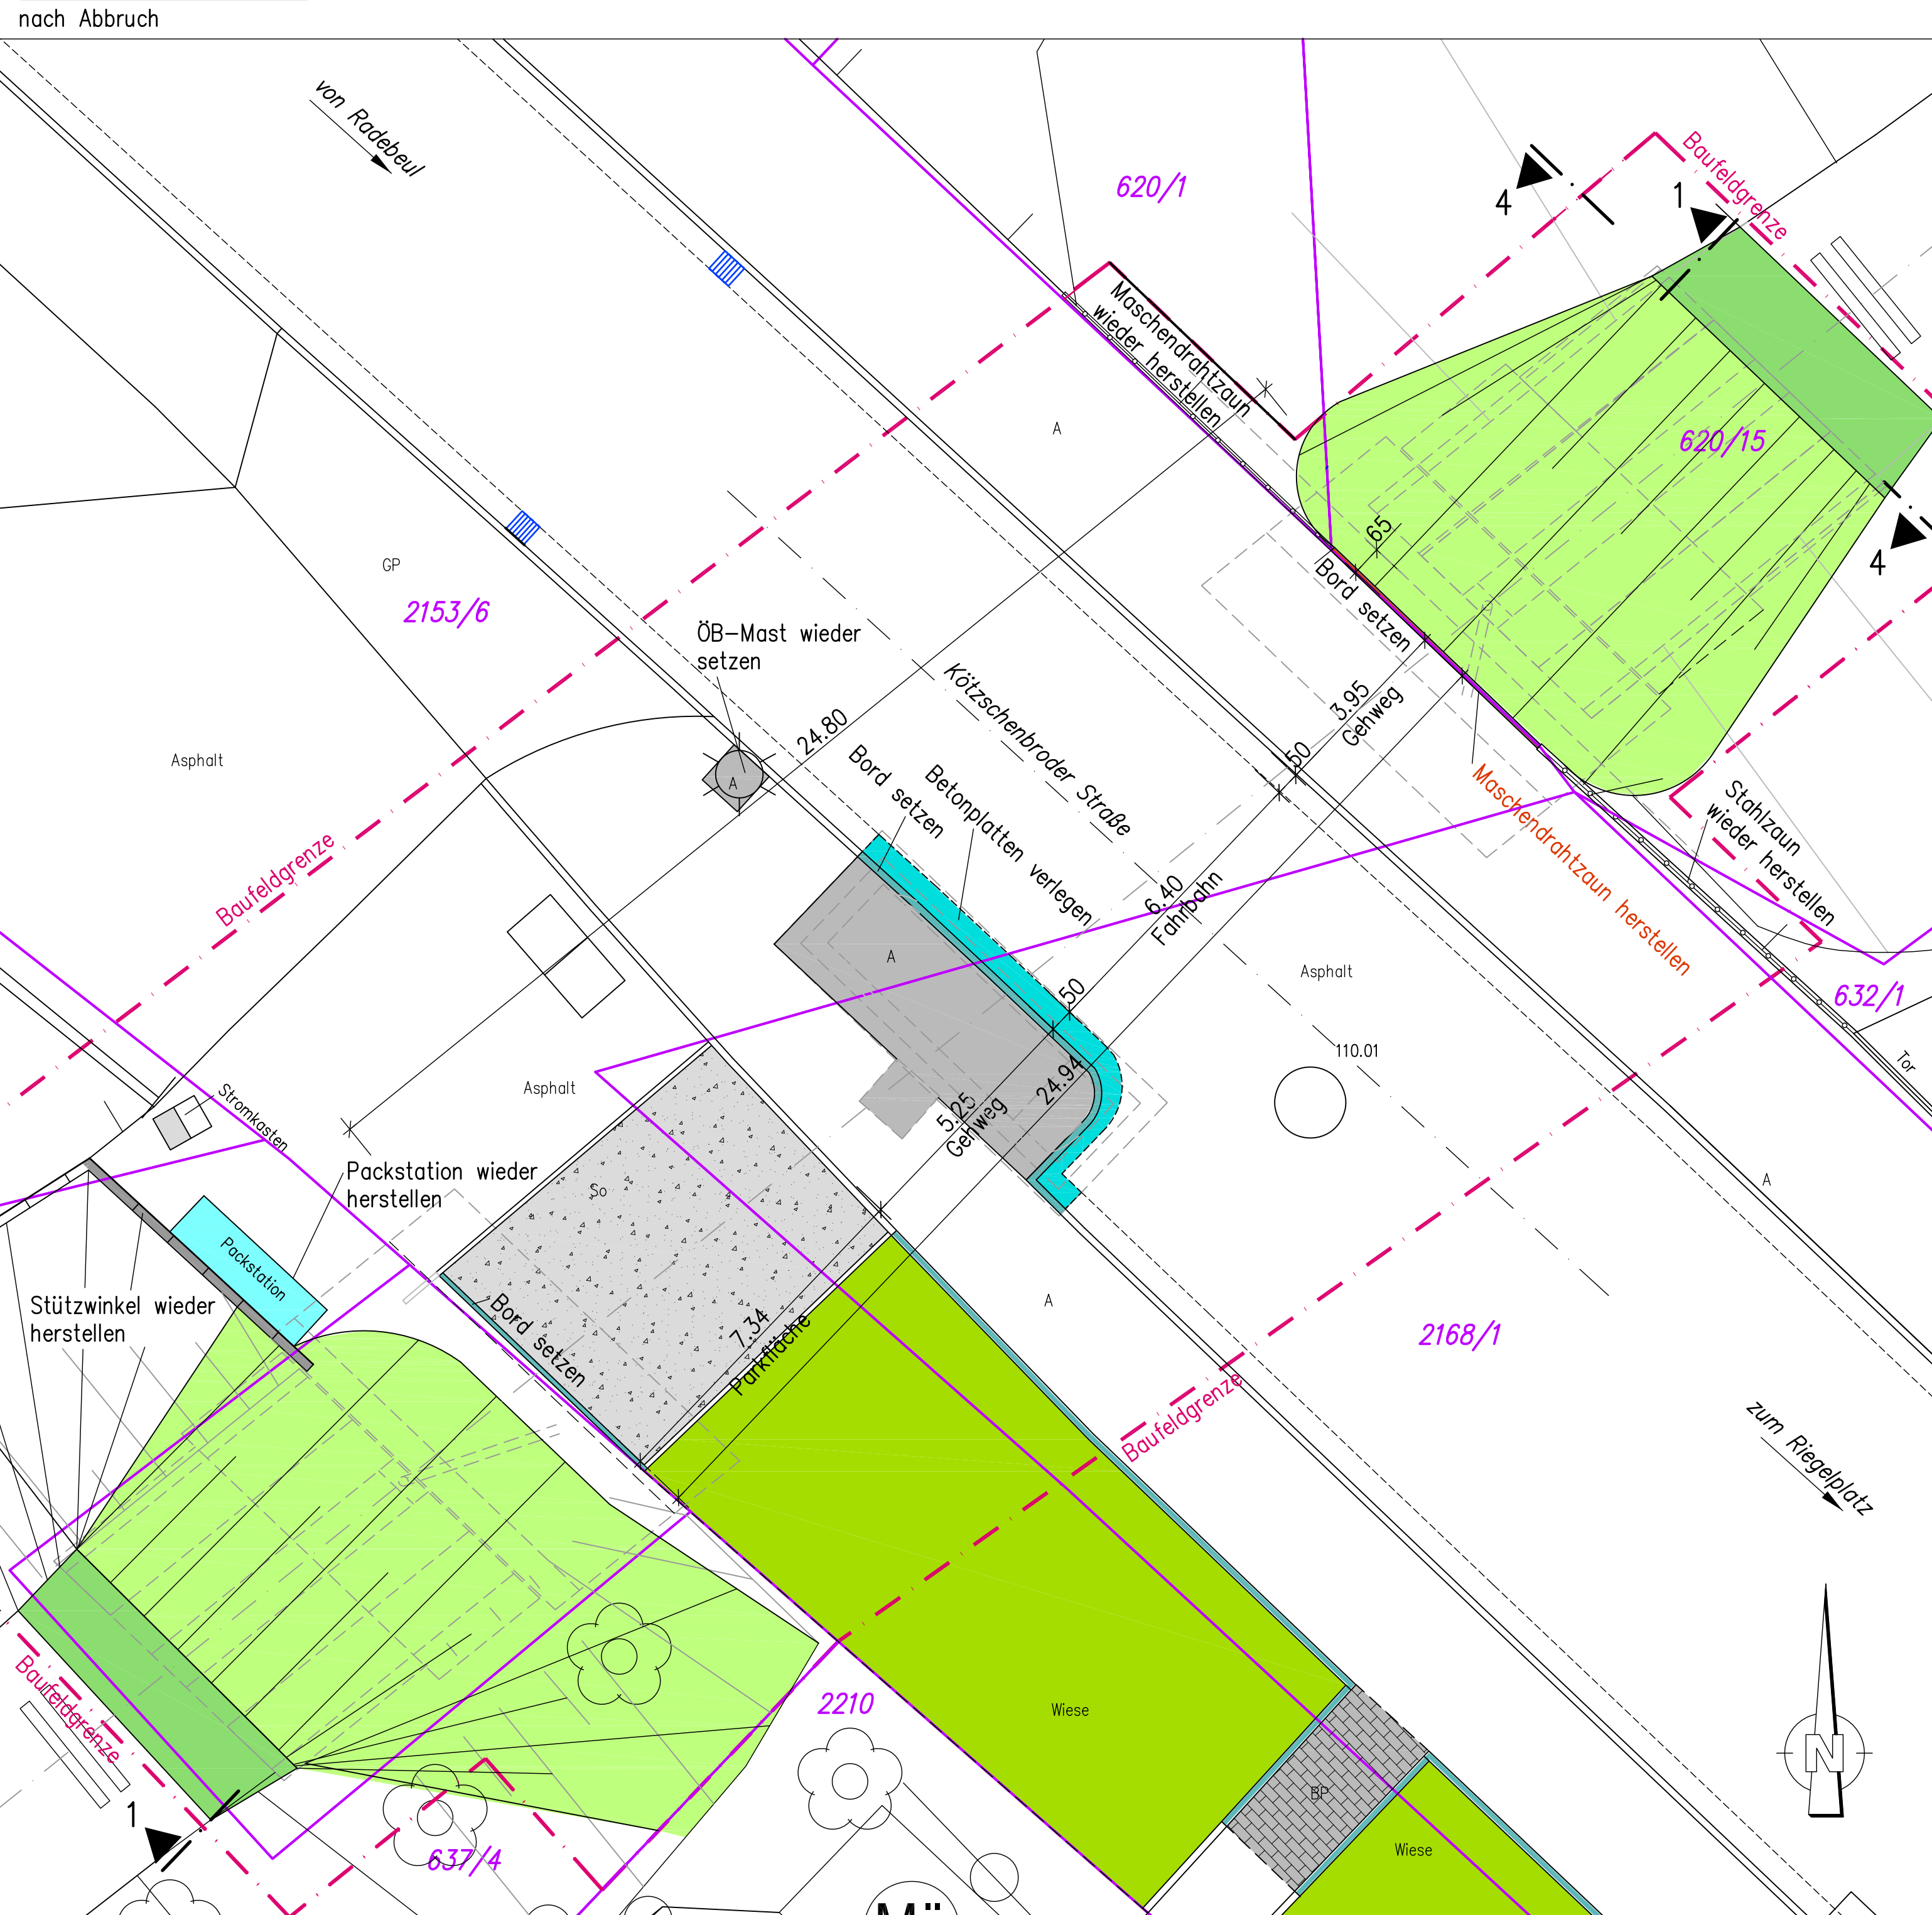 nach Abbruch
von Radebeul
620/1
4
1
Baufeldgrenze
Maschendrahtzaun
wieder herstellen
A
620/15
65
4
Bord setzen
GP
2153/6
ÖB-Mast wieder
setzen
Kötzschenbroder Straße
3.95
Gehweg
24.80
50
Asphalt
A
Bord setzen
Betonplatten verlegen
Maschendrahtzaun herstellen
Stahlzaun
wieder herstellen
Baufeldgrenze
6.40
Fahrbahn
A
Asphalt
50
632/1
110.01
Tor
Asphalt
24.94
5.25
Gehweg
Stromkasten
Packstation wieder
herstellen
So
A
Packstation
Stützwinkel wieder
herstellen
Bord setzen
7.34
Parkfläche
A
2168/1
Baufeldgrenze
zum Riegelplatz
Baufeldgrenze
2210
Wiese
N
BP
1
637/4
Wiese
Mü